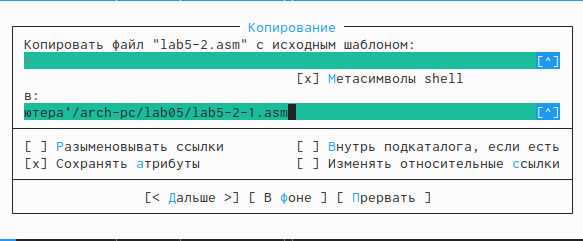 Копирование
Копировать файл "lab5-2.asm" с исходным шаблоном:
* [^]
[x] Метасимволы shell
в:
ютера‘/arch-pc/lab05/lab5-2-1.asm [^]
[ ] Разыменовывать ссылки [ ] Внутрь подкаталога, если есть
[x] Сохранять атрибуты [ ] Изменять относительные ссылки
[< Дальше >] [ В фоне ] [ Прервать ]